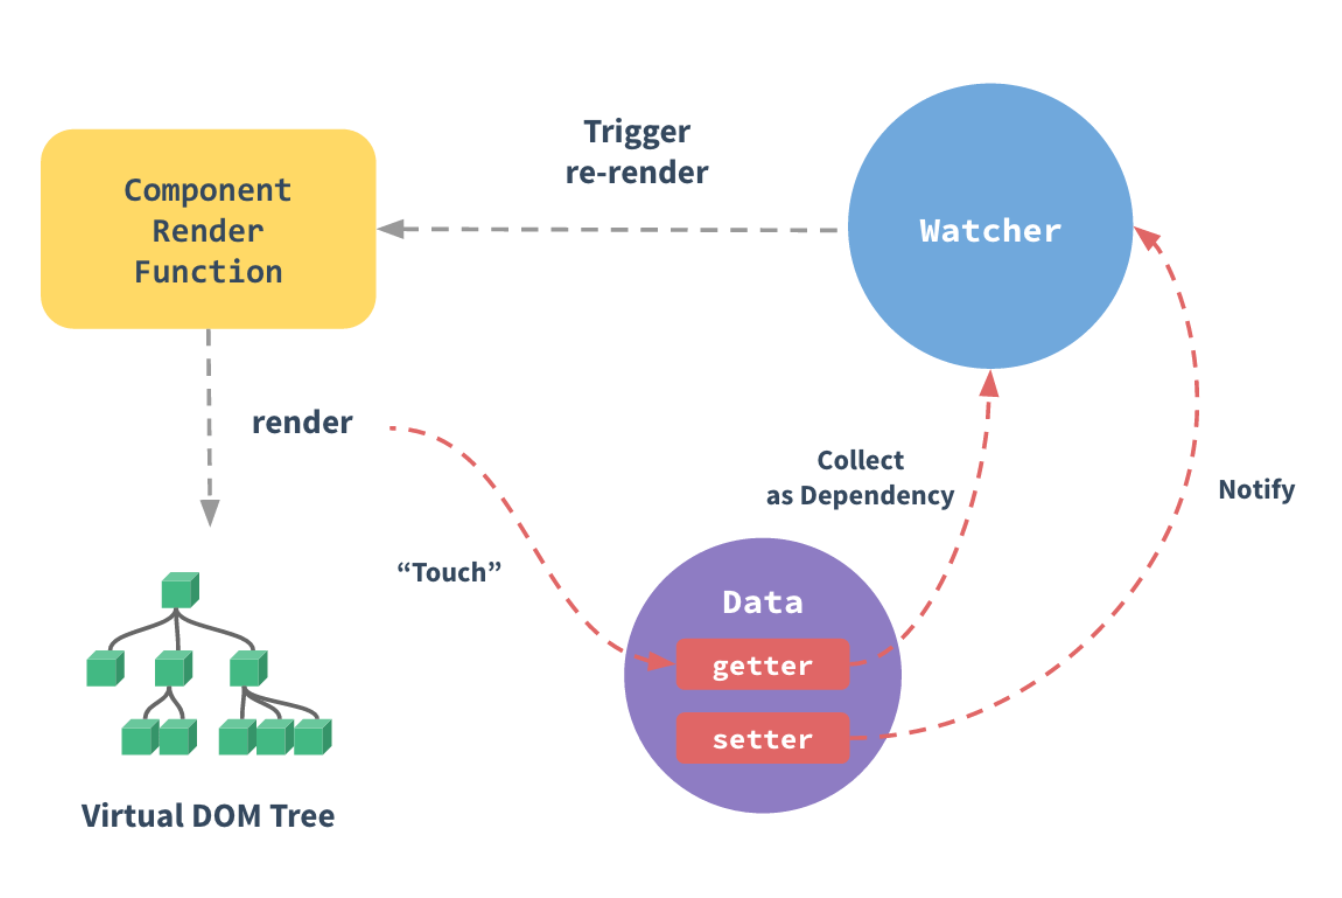 Trigger
re-render
Component
Render
Function
Watcher
render
Collect
as Dependency
Notify
“Touch”
Data
getter
setter
Virtual DOM Tree